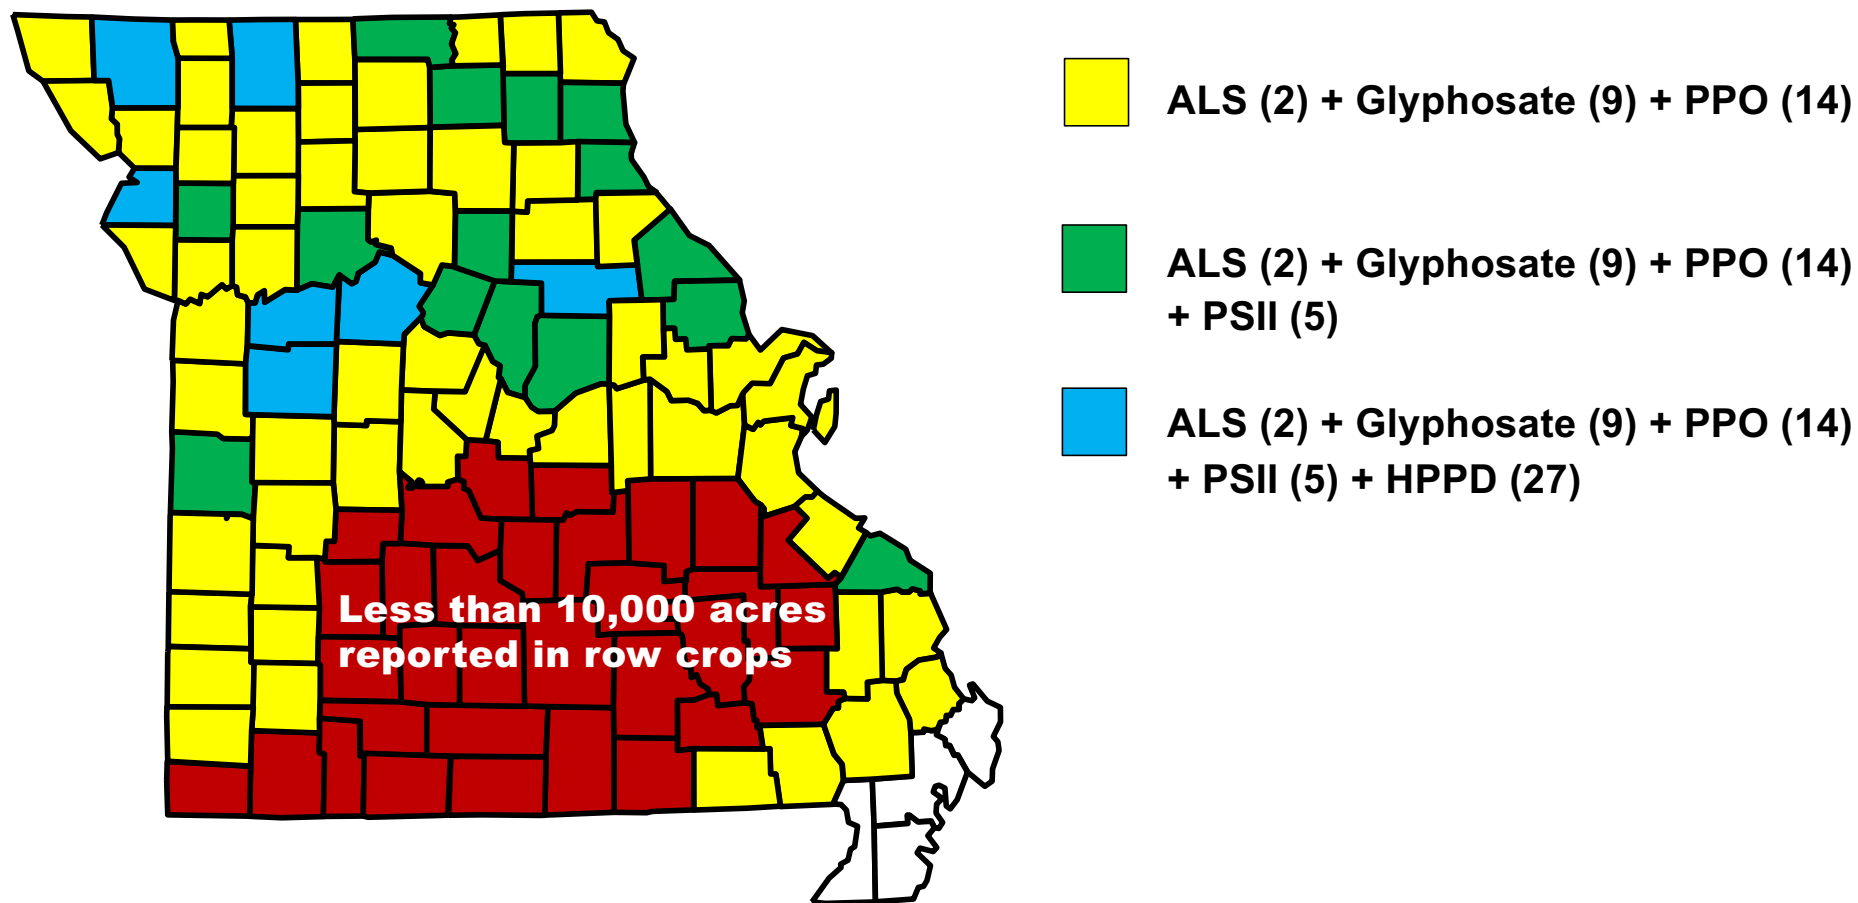 ALS (2) + Glyphosate (9) + PPO (14)
ALS (2) + Glyphosate (9) + PPO (14)
+ PSII (5)
ALS (2) + Glyphosate (9) + PPO (14)
+ PSII (5) + HPPD (27)
Less than 10,000 acres
reported in row crops